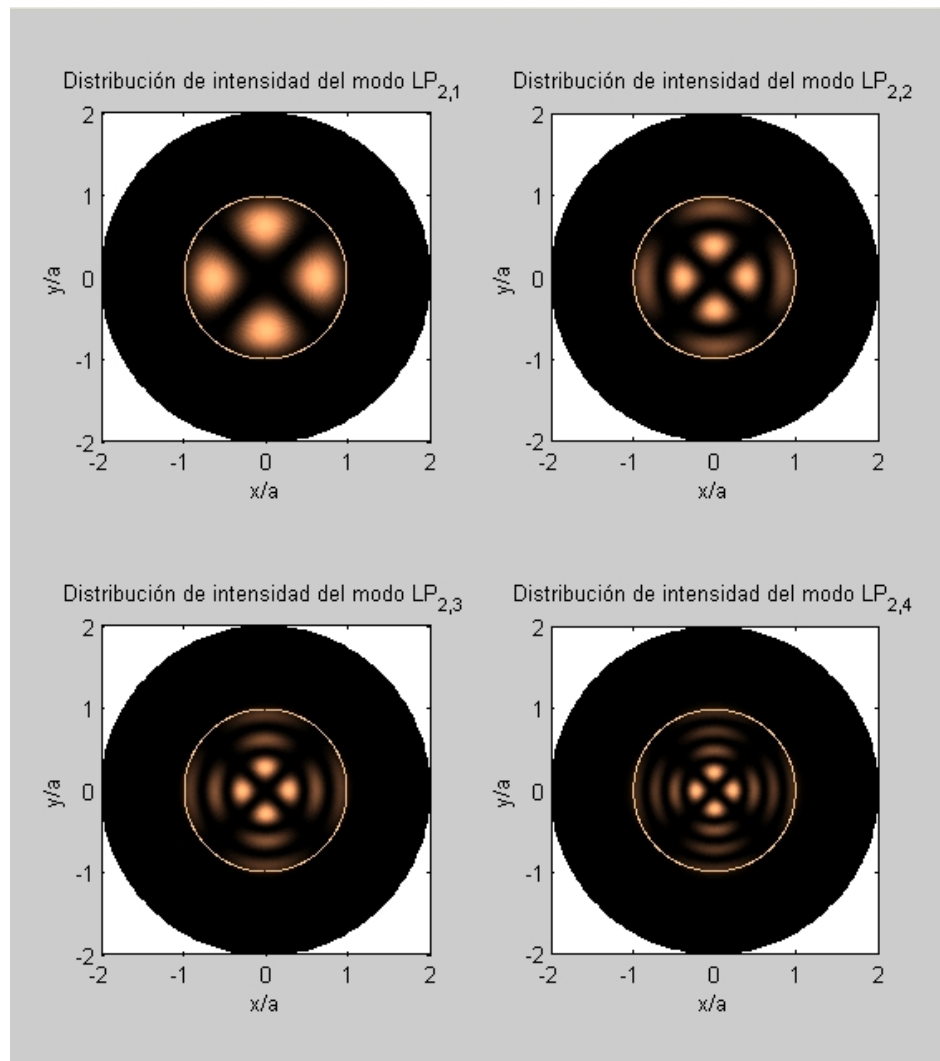 Distribución de intensidad del modo LP2,1
Distribución de intensidad del modo LP2,2
2
1
0
-1
-2
y/a
-2 -1 0 1 2
x/a
2
1
0
-1
-2
y/a
-2 -1 0 1 2
x/a
Distribución de intensidad del modo LP2,3
Distribución de intensidad del modo LP2,4
2
1
0
-1
-2
y/a
-2 -1 0 1 2
x/a
2
1
0
-1
-2
y/a
-2 -1 0 1 2
x/a